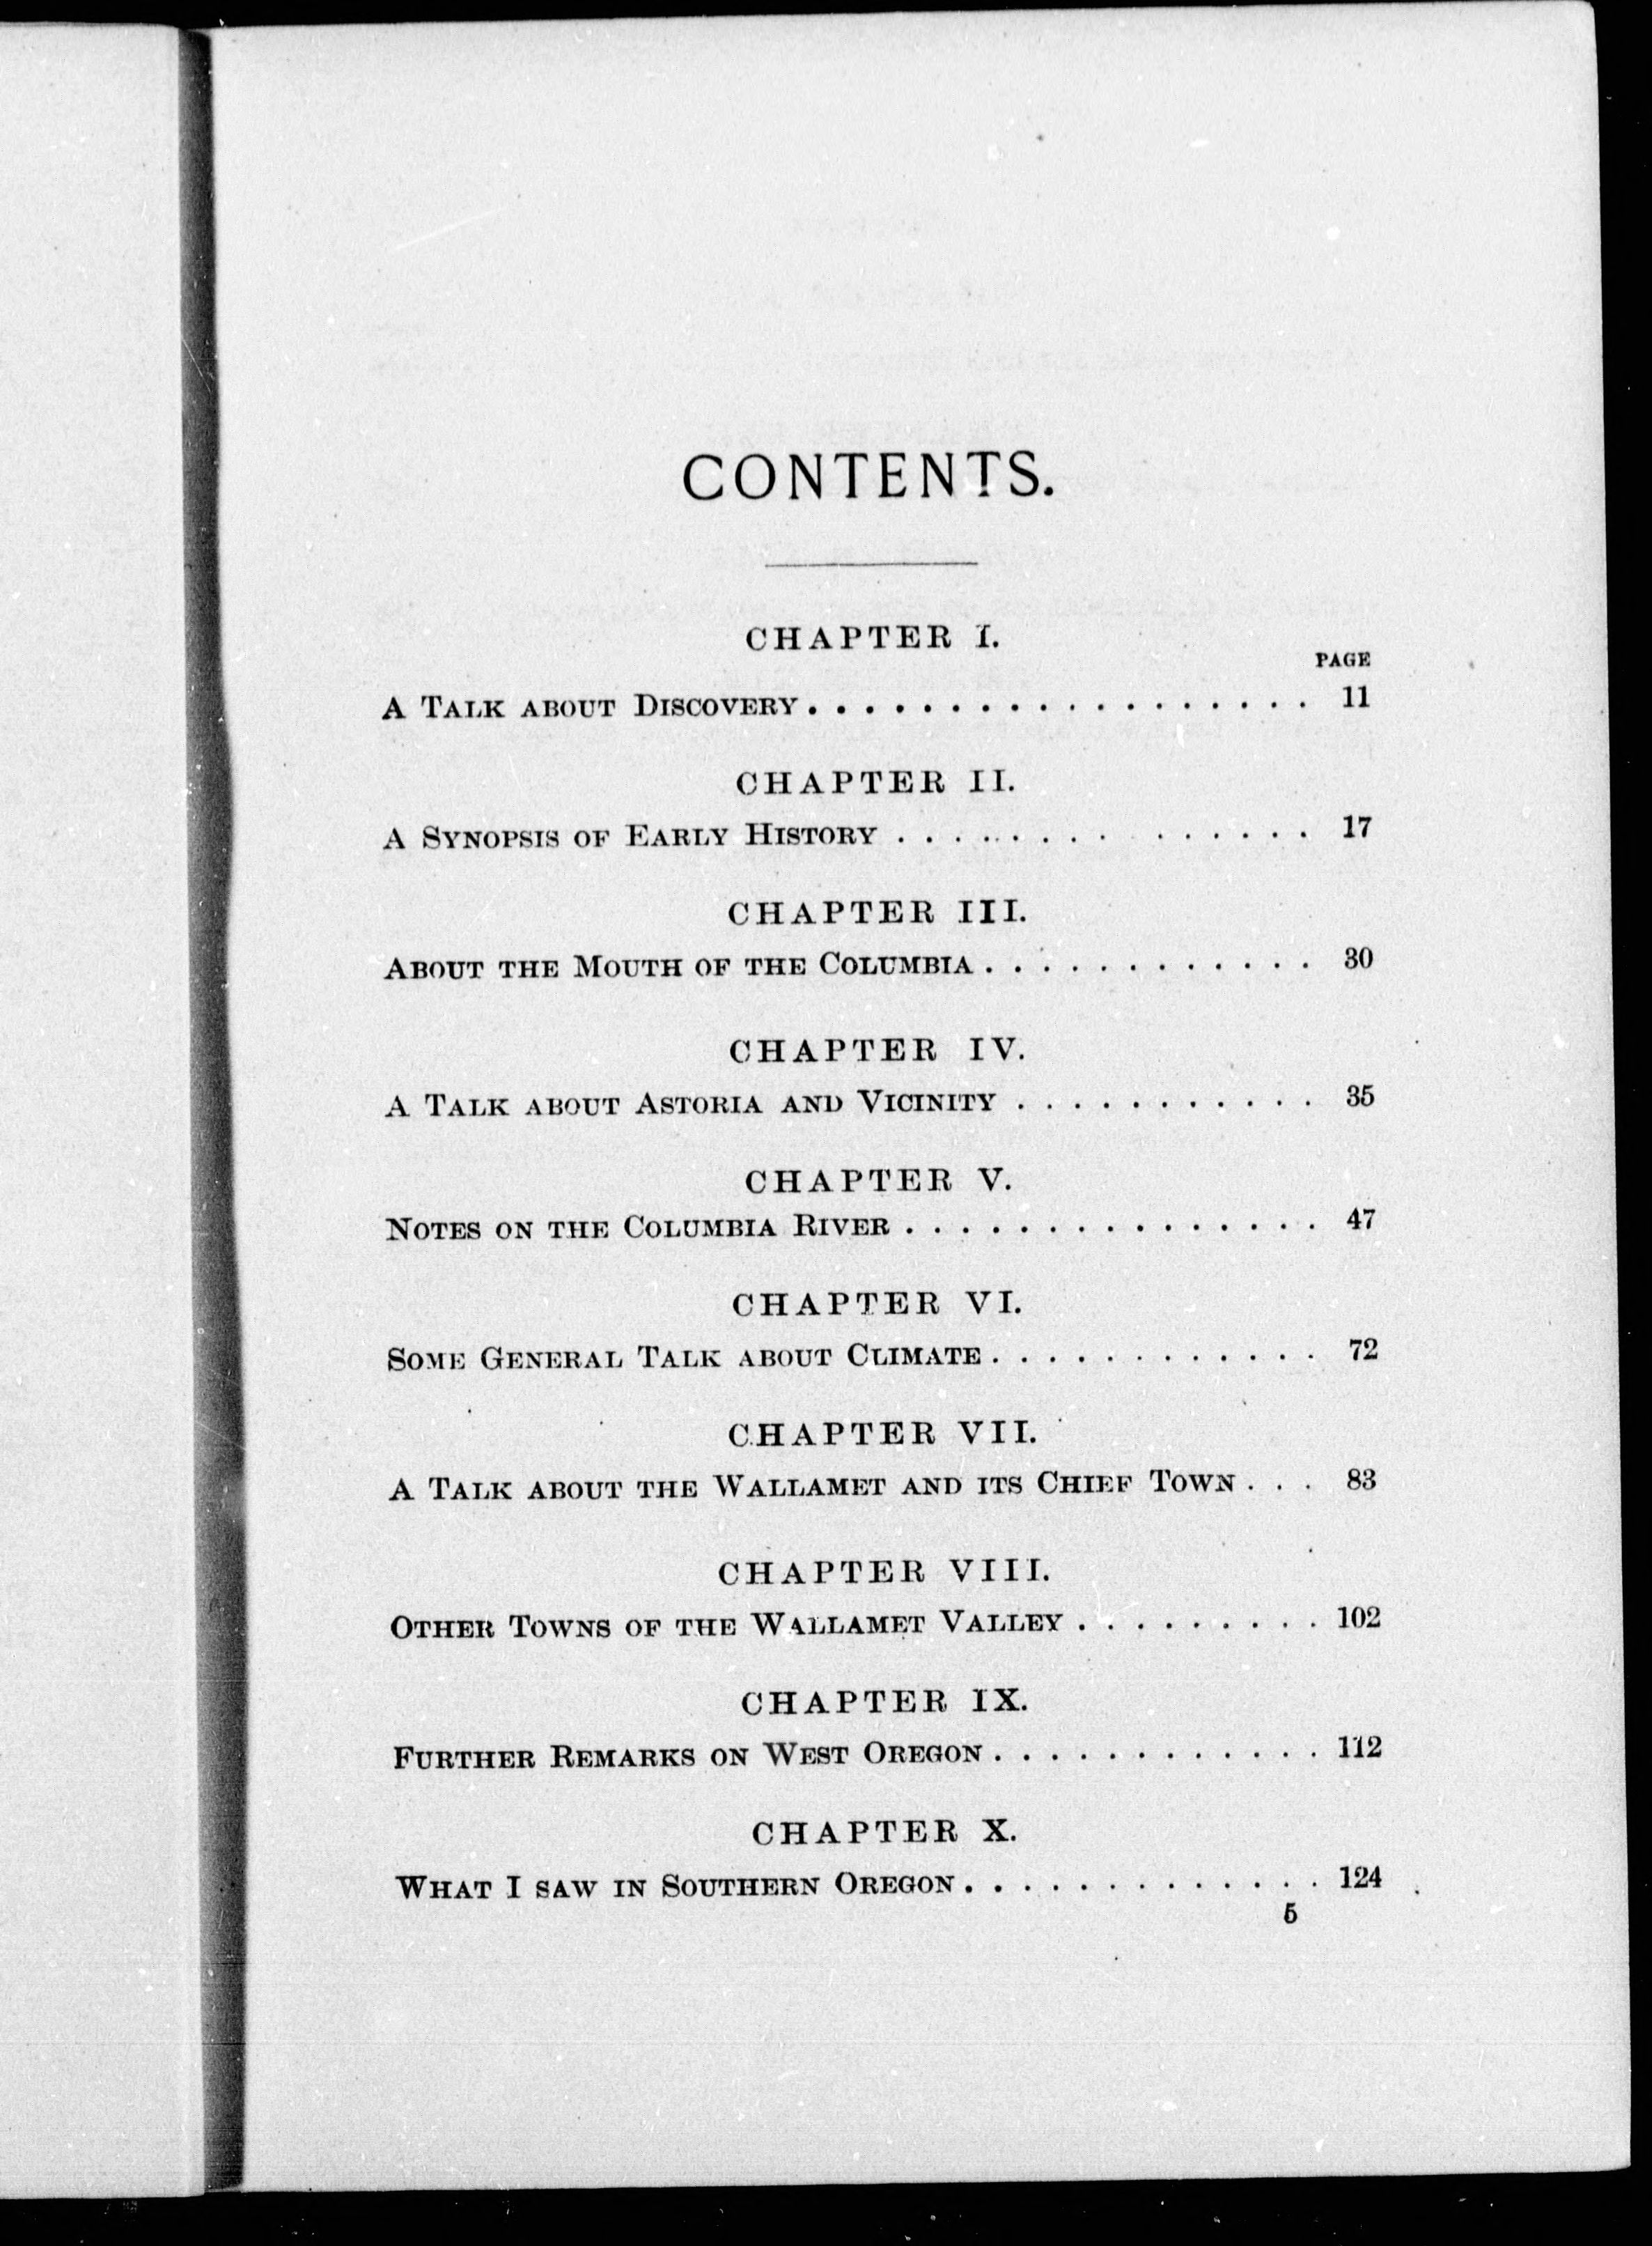 CONTENTS.
CHAPTER I.
PAGE
A TALK ABOUT DISCOVERY . . . . . . . . . . . . . . . . . . 11
CHAPTER II.
A SYNOPSIS OF EARLY HISTORY . . . . . . . . . . . . . . . 17
CHAPTER III.
ABOUT THE MOUTH OF THE COLUMBIA . . . . . . . . . . . . 30
CHAPTER IV.
A TALK ABOUT ASTORIA AND VICINITY . . . . . . . . . . . 35
CHAPTER V.
NOTES ON THE COLUMBIA RIVER . . . . . . . . . . . . . . . 47
CHAPTER VI.
SOME GENERAL TALK ABOUT CLIMATE . . . . . . . . . . . . 72
CHAPTER VII.
A TALK ABOUT THE WALLAMET AND ITS CHIEF TOWN . . . 83
CHAPTER VIII.
OTHER TOWNS OF THE WALLAMET VALLEY . . . . . . . . . 102
CHAPTER IX.
FURTHER REMARKS ON WEST OREGON . . . . . . . . . . . . 112
CHAPTER X.
WHAT I SAW IN SOUTHERN OREGON . . . . . . . . . . . . . 124
5